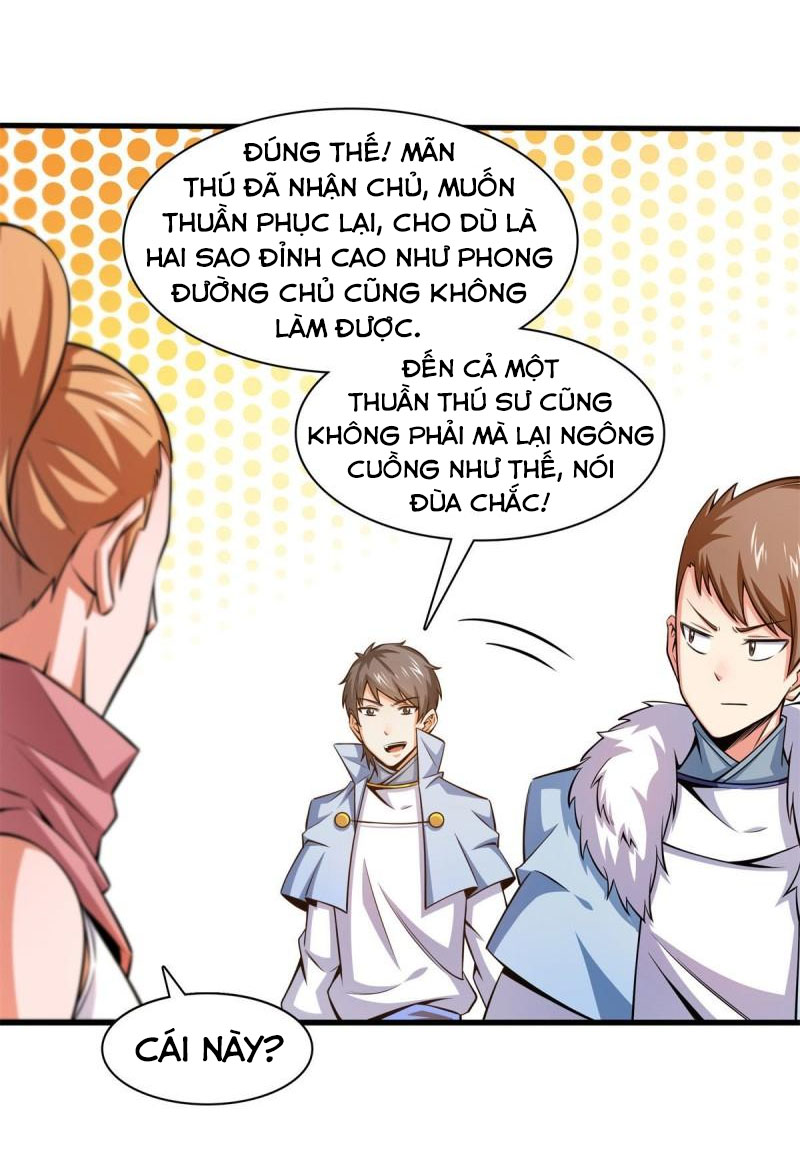 ĐÚNG THẾ! MÃN
THÚ ĐÃ NHẬN CHỦ, MUỐN
THUẦN PHỤC LẠI, CHO DÙ LÀ
HAI SAO ĐỈNH CAO NHƯ PHONG
ĐƯỜNG CHỦ CŨNG KHÔNG
LÀM ĐƯỢC.
ĐẾN CẢ MỘT
THUẦN THÚ SƯ CŨNG
KHÔNG PHẢI MÀ LẠI NGÔNG
CUỒNG NHƯ THẾ, NÓI
ĐÙA CHẮC!
CÁI NÀY?